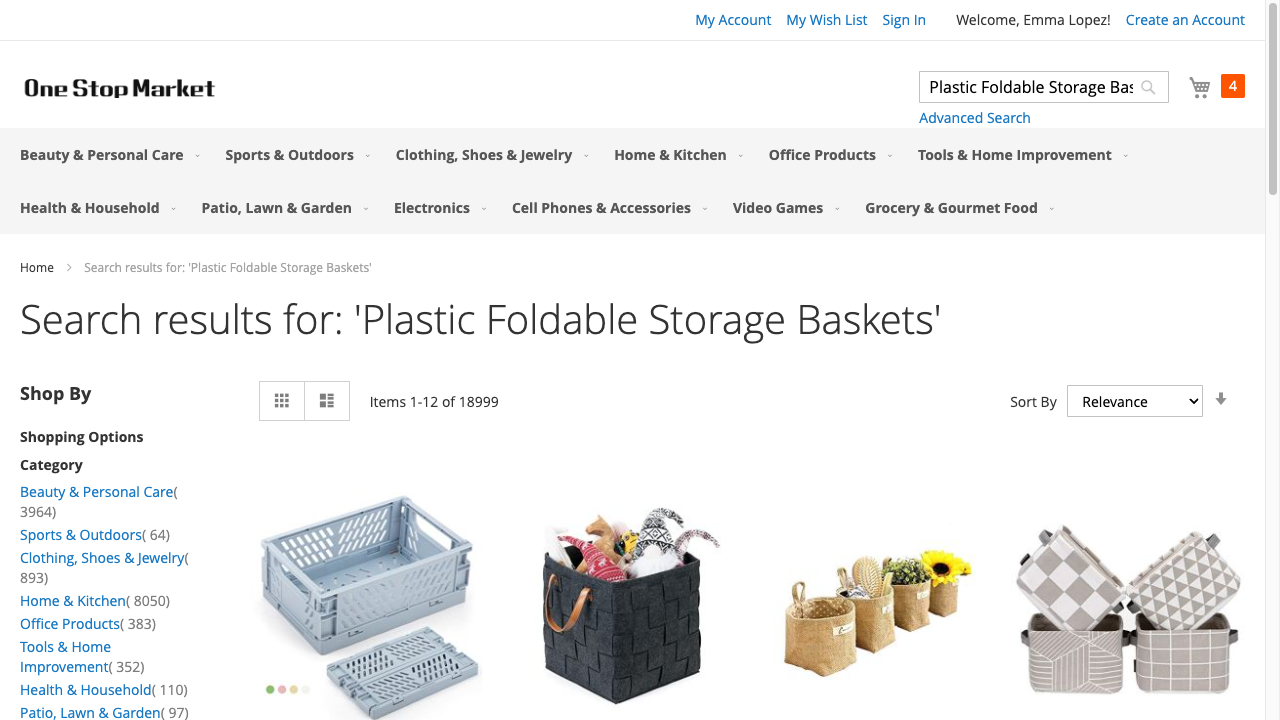 My Account My Wish List Sign In Welcome, Emma Lopez! Create an Account
One Stop Market
Plastic Foldable Storage Bas
4
Advanced Search
Beauty & Personal Care Sports & Outdoors Clothing, Shoes & Jewelry Home & Kitchen Office Products Tools & Home Improvement
Health & Household Patio, Lawn & Garden Electronics Cell Phones & Accessories Video Games Grocery & Gourmet Food
Home Search results for: 'Plastic Foldable Storage Baskets'
Search results for: 'Plastic Foldable Storage Baskets'
Shop By
Items 1-12 of 18999
Sort By Relevance
Shopping Options
Category
Beauty & Personal Care( 3964)
Sports & Outdoors( 64)
Clothing, Shoes & Jewelry( 893)
Home & Kitchen( 8050)
Office Products( 383)
Tools & Home Improvement( 352)
Health & Household( 110)
Patio, Lawn & Garden( 97)